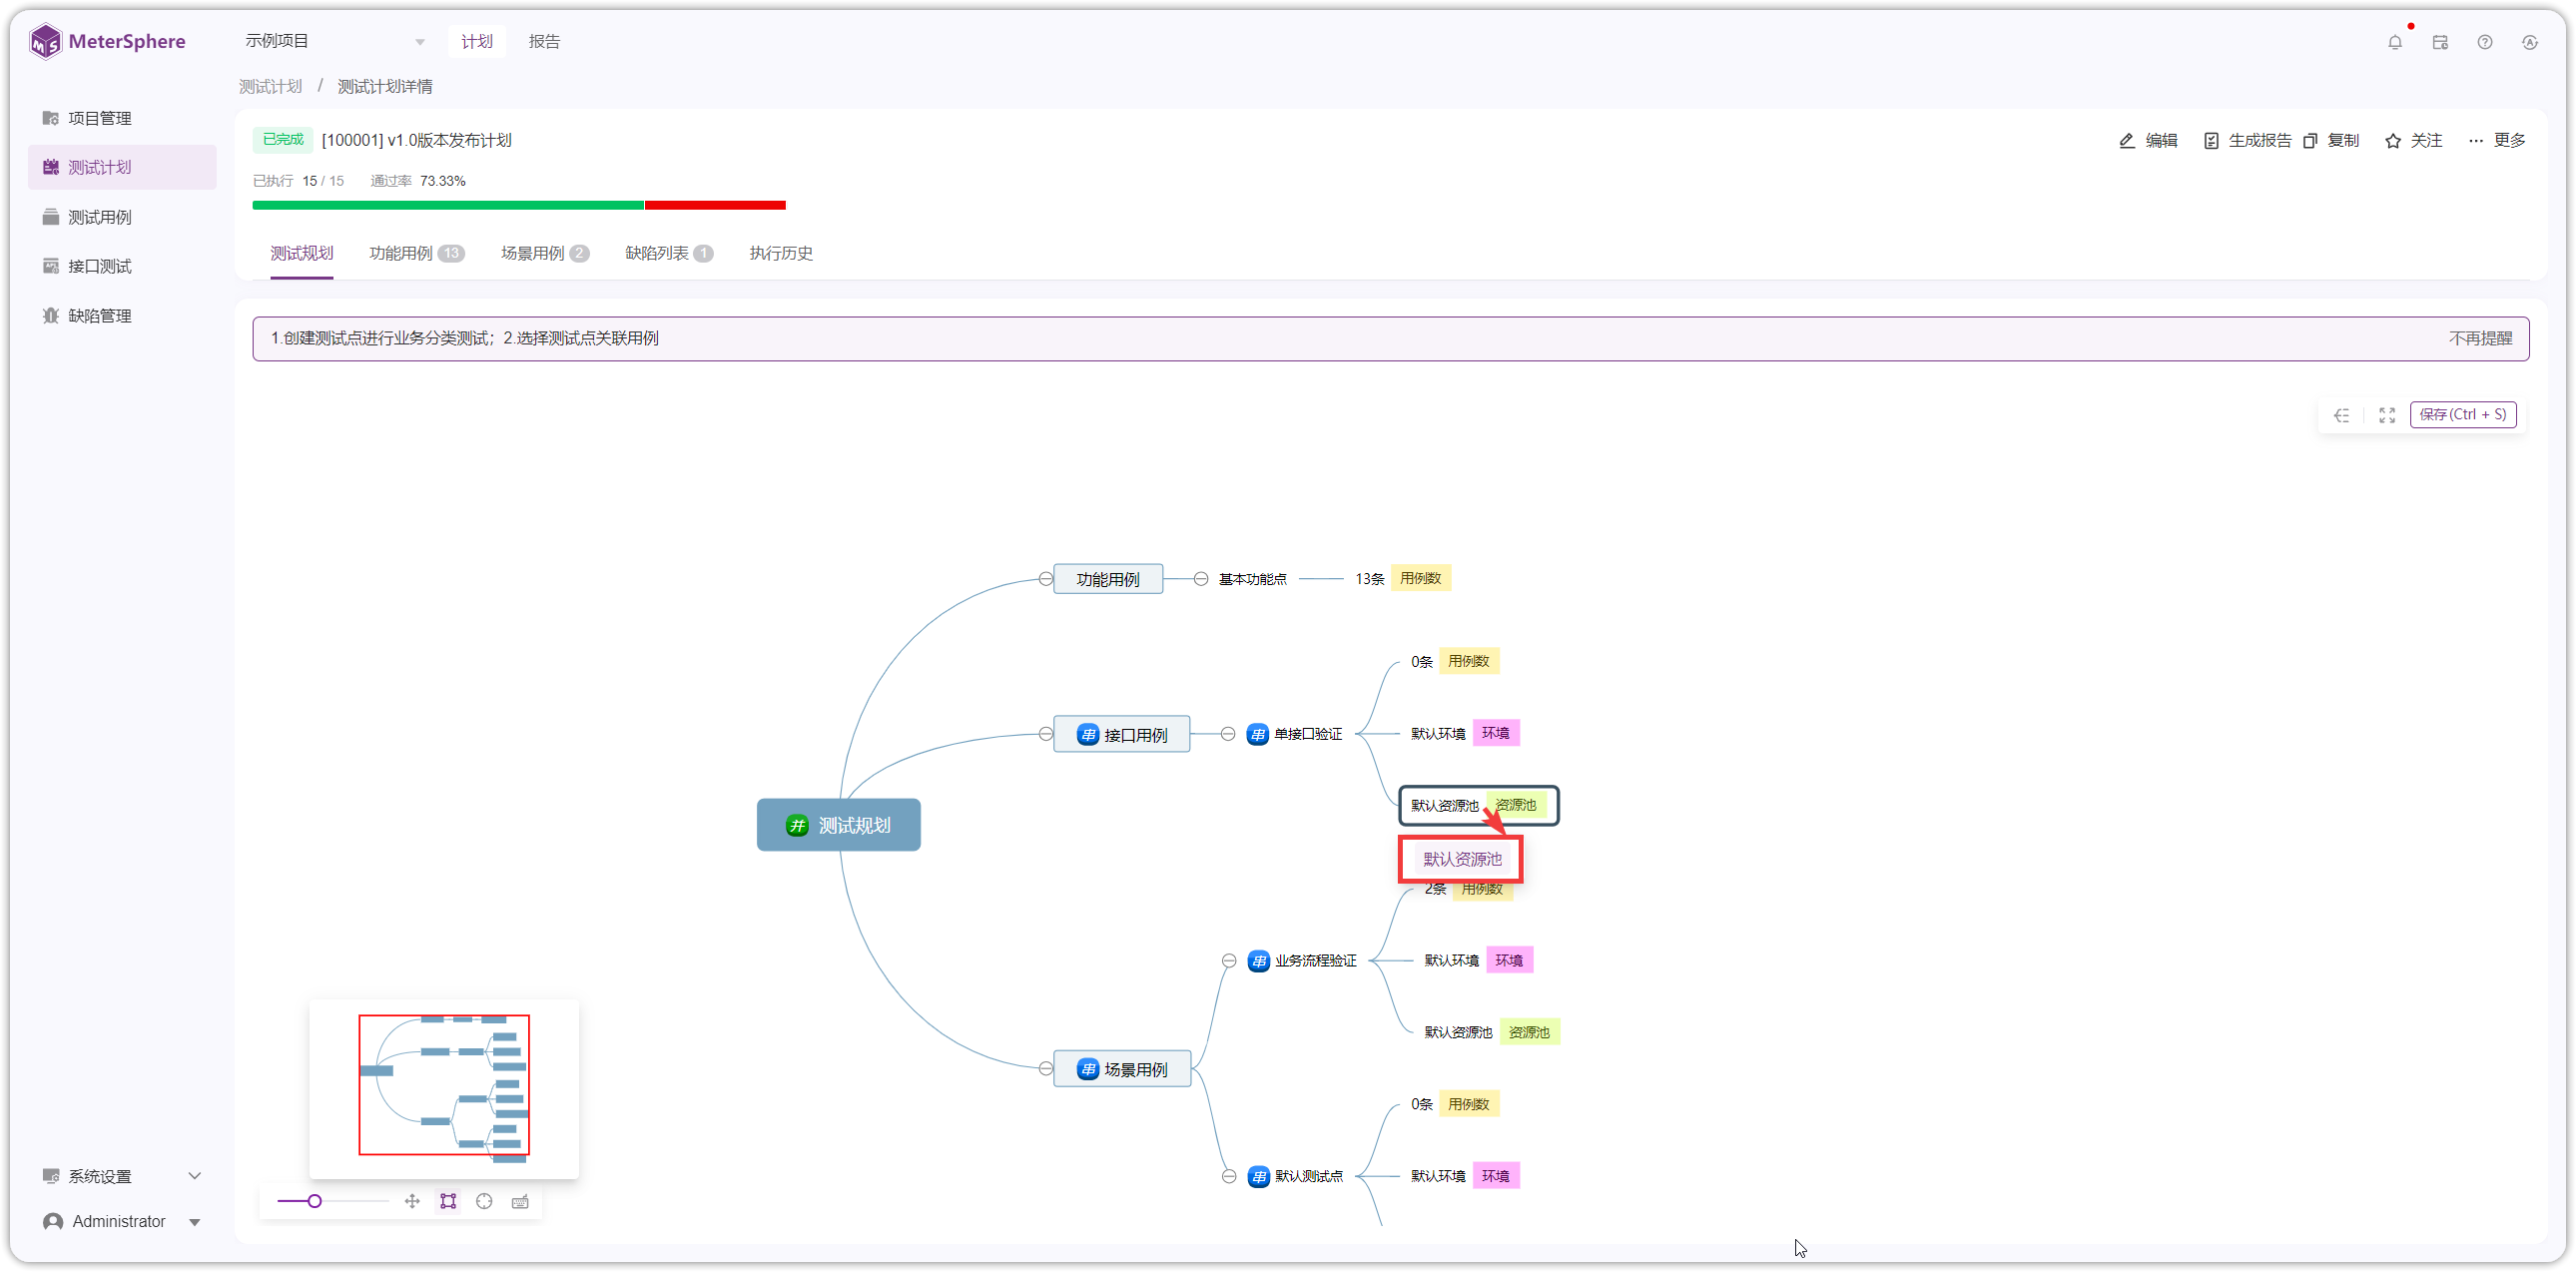 MeterSphere
示例项目
计划
报告
测试计划 / 测试计划详情
项目管理
测试计划
测试用例
接口测试
缺陷管理
已完成 [100001] v1.0版本发布计划
编辑 生成报告 复制 关注 更多
已执行 15 / 15 通过率 73.33%
测试规划 功能用例 13 场景用例 2 缺陷列表 1 执行历史
1.创建测试点进行业务分类测试；2.选择测试点关联用例
不再提醒
保存(Ctrl + S)
功能用例 基本功能点 13条 用例数
0条 用例数
串 接口用例 串 单接口验证 默认环境 环境
默认资源池 资源池
# 测试规划
默认资源池
2条 用例数
串 业务流程验证 默认环境 环境
默认资源池 资源池
串 场景用例
0条 用例数
串 默认测试点 默认环境 环境
系统设置
Administrator